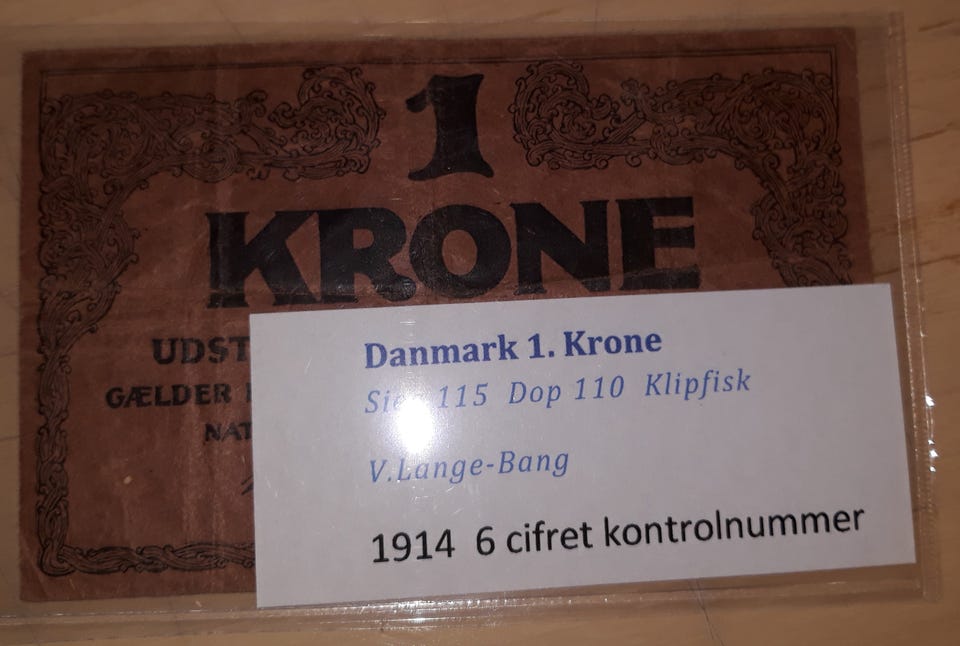 1
KRONE
UDST
GÆLDER
NAT
Danmark 1. Krone
115 Dop 110 Klipfisk
V.Lange-Bang
1914 6 cifret kontrolnummer